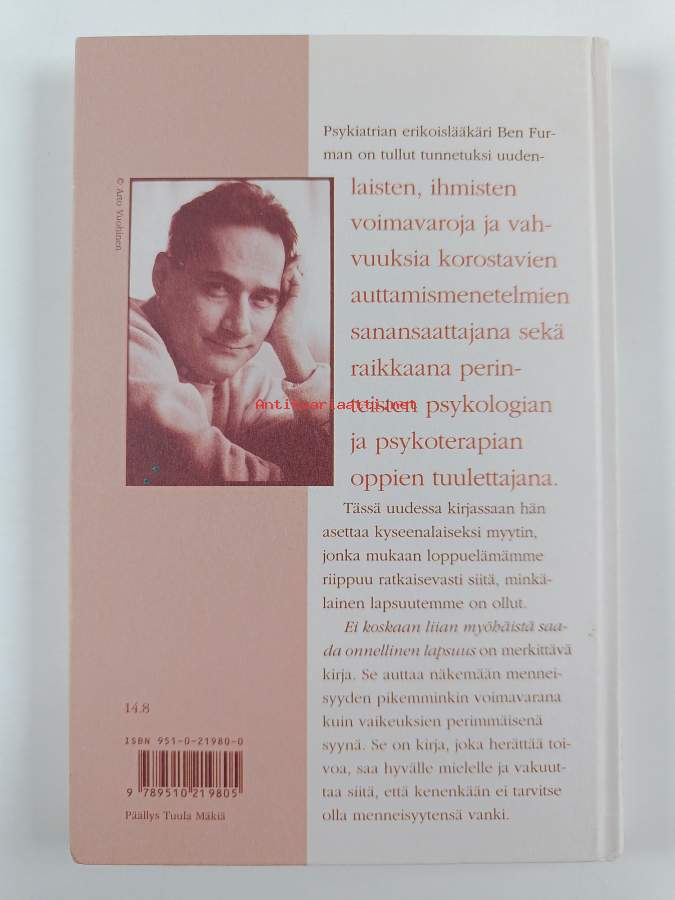 Psykiatrian erikoislääkäri Ben Fur-
man on tullut tunnetuksi uuden-
laisten, ihmisten
voimavaroja ja vah-
vuuksia korostavien
auttamismenetelmien
sanansaattajana sekä
raikkaana perin-
teisten psykologian
ja psykoterapian
oppien tuulettajana.
Tässä uudessa kirjassaan hän
asettaa kyseenalaiseksi myytin,
jonka mukaan loppuelämämme
riippuu ratkaisevasti siitä, minkä-
lainen lapsuutemme on ollut.
Ei koskaan liian myöhäistä saa-
da onnellinen lapsuus on merkittävä
kirja. Se auttaa näkemään mennei-
syyden pikemminkin voimavarana
kuin vaikeuksien perimmäisenä
syynä. Se on kirja, joka herättää toi-
voa, saa hyvälle mielelle ja vakuut-
taa siitä, että kenenkään ei tarvitse
olla menneisyytensä vanki.
© Arto Vuohinen
Antikvariaatti.net
14.8
ISBN 951-0-21980-0
9 789510 219805
Päällys Tuula Mäkiä